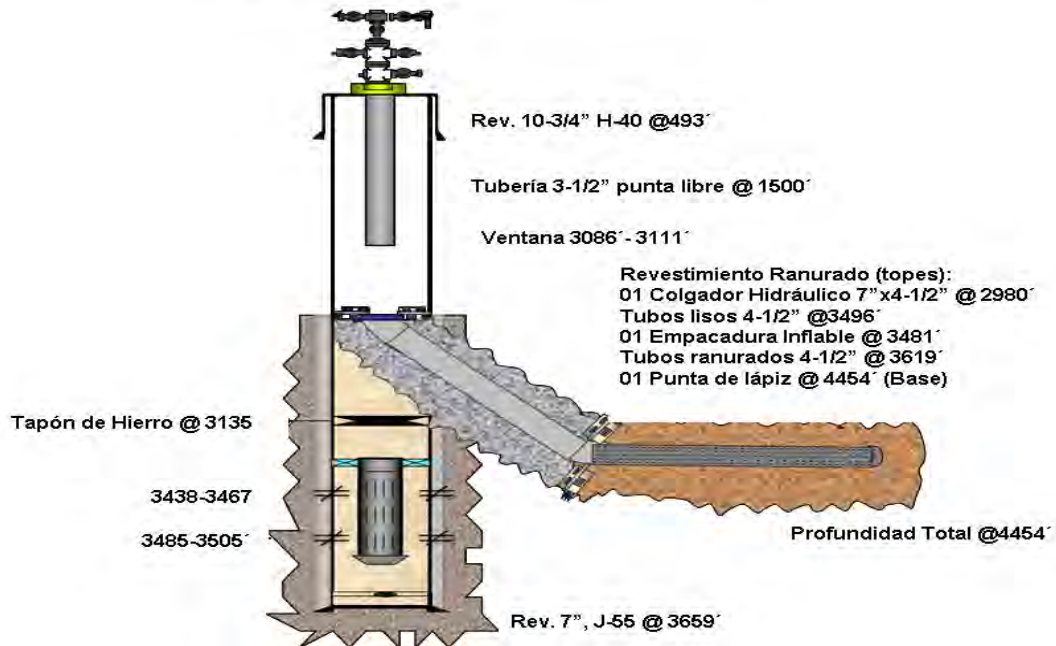 Rev. 10-3/4" H-40 @493´
Tubería 3-1/2" punta libre @ 1500´
Ventana 3086´- 3111´
Revestimiento Ranurado (topes):
01 Colgador Hidráulico 7"x4-1/2" @ 2980´
Tubos lisos 4-1/2" @3496´
01 Empacadura Inflable @ 3481´
Tubos ranurados 4-1/2" @ 3619´
01 Punta de lápiz @ 4454´ (Base)
Tapón de Hierro @ 3135
3438-3467
3485-3505´
Profundidad Total @4454´
Rev. 7", J-55 @ 3659´